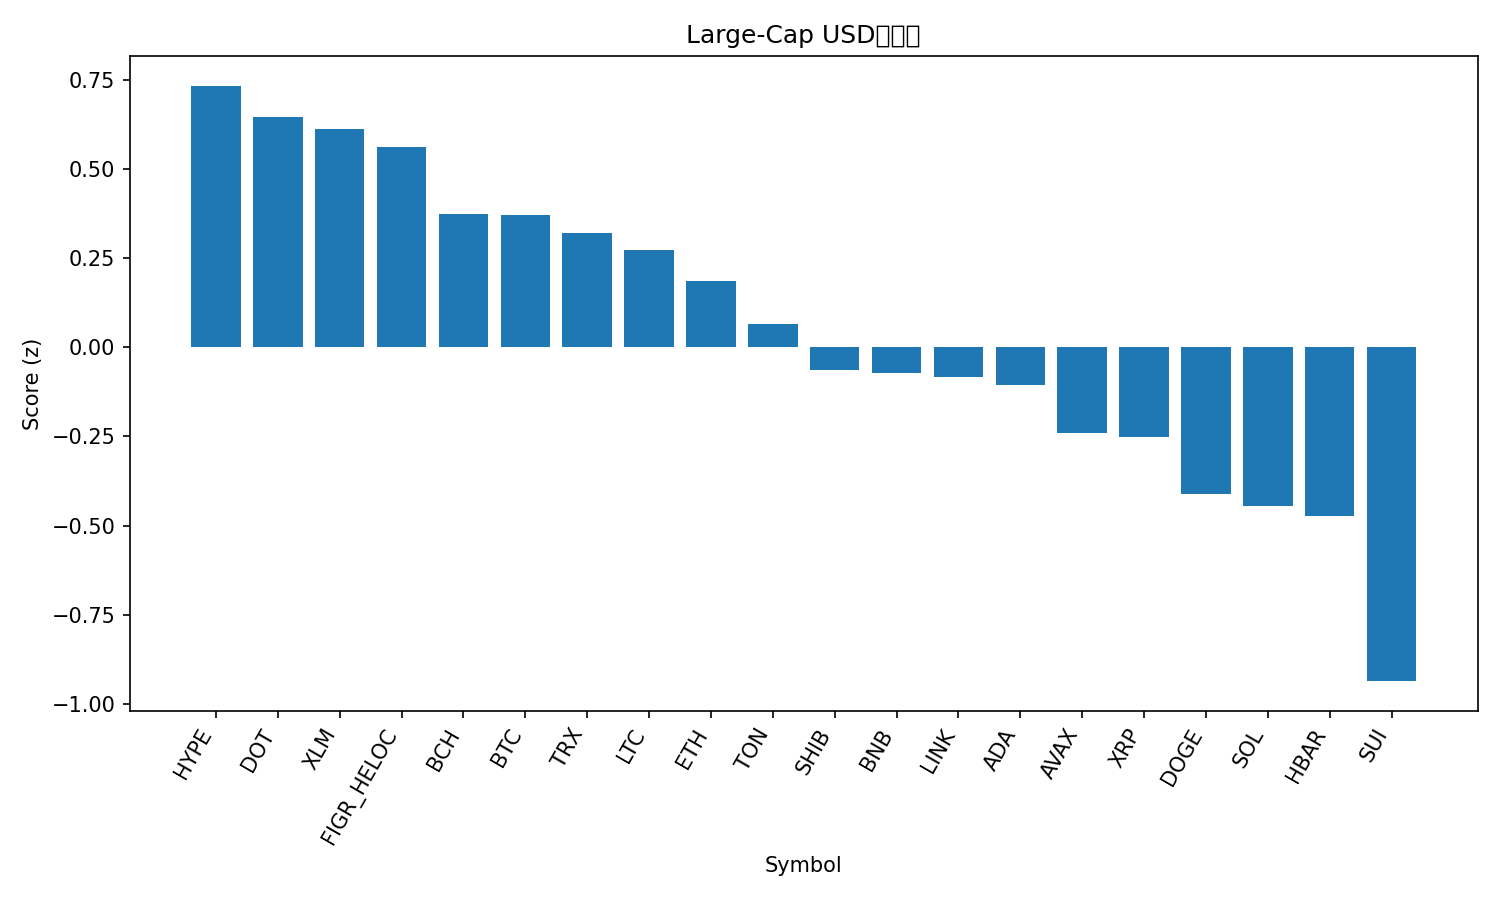 Large-Cap USD
Score (z)
0.75
0.50
0.25
0.00
−0.25
−0.50
−0.75
−1.00
HYPE
DOT
XLM
FIGR_HELOC
BCH
BTC
TRX
LTC
ETH
TON
SHIB
BNB
LINK
ADA
AVAX
XRP
DOGE
SOL
HBAR
SUI
Symbol